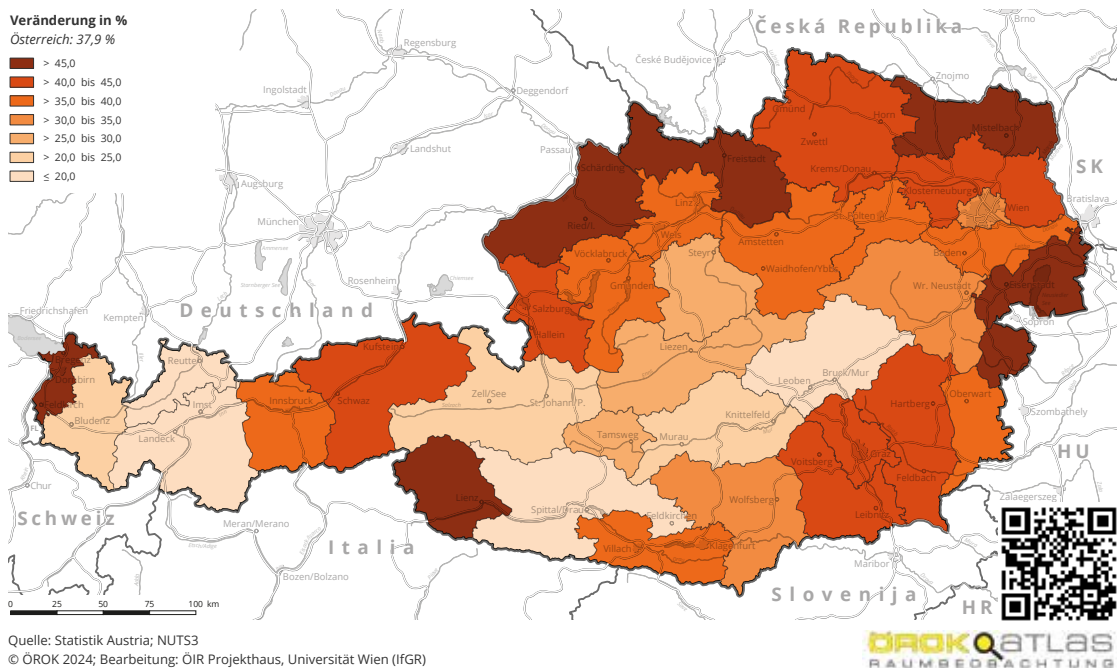 Veränderung in %
Österreich: 37,9 %
> 45,0
> 40,0 bis 45,0
> 35,0 bis 40,0
> 30,0 bis 35,0
> 25,0 bis 30,0
> 20,0 bis 25,0
≤ 20,0
Česká Republika
Brno
Regensburg
České Budějovice
Znojmo
Ingolstadt
Deggendorf
Gmünd
Horn
Mistelbach
Zwettl
Landshut
Passau
Schärding
Freistadt
Krems/Donau
SK
Augsburg
Klosterneuburg
Bratislava
Linz
Wien
München
Ried/I.
St. Pölten
Wels
Amstetten
Vöcklabruck
Steyr
Baden
Waidhofen/Ybbs
Rosenheim
Chiemsee
Gmunden
Wr. Neustadt
Eisenstadt
Friedrichshafen
Kempten
Deutschland
Salzburg
Sopron
Hallein
Kufstein
Liezen
Bregenz
Reutte
Dornbirn
Bruck/Mur
Leoben
Zell/See
Oberwart
Innsbruck
Schwaz
St. Johann/P.
Hartberg
Feldkirch
Imst
Szombathely
Bludenz
Knittelfeld
FL
Landeck
Tamsweg
Murau
HU
Voitsberg
Graz
Feldbach
Chur
Lienz
Wolfsberg
Zalaegerszeg
Spittal/Drau
Leibnitz
Schweiz
Feldkirchen
Meran/Merano
Italia
Villach
Klagenfurt
Maribor
Bozen/Bolzano
Slovenija
HR
0 25 50 75 100 km
Quelle: Statistik Austria; NUTS3
© ÖROK 2024; Bearbeitung: ÖIR Projekthaus, Universität Wien (IfGR)
ÖROK ATLAS
RAUMBEOBACHTUNG